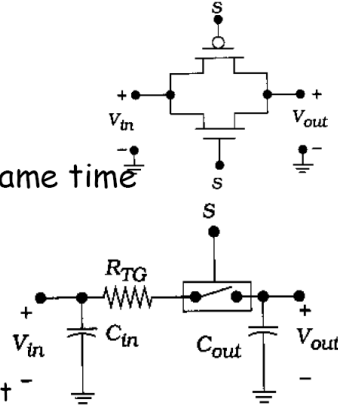 s
+ +
V_in V_out
- -
ame time
s
S
R_TG
+ +
V_in C_in C_out V_out
t - -